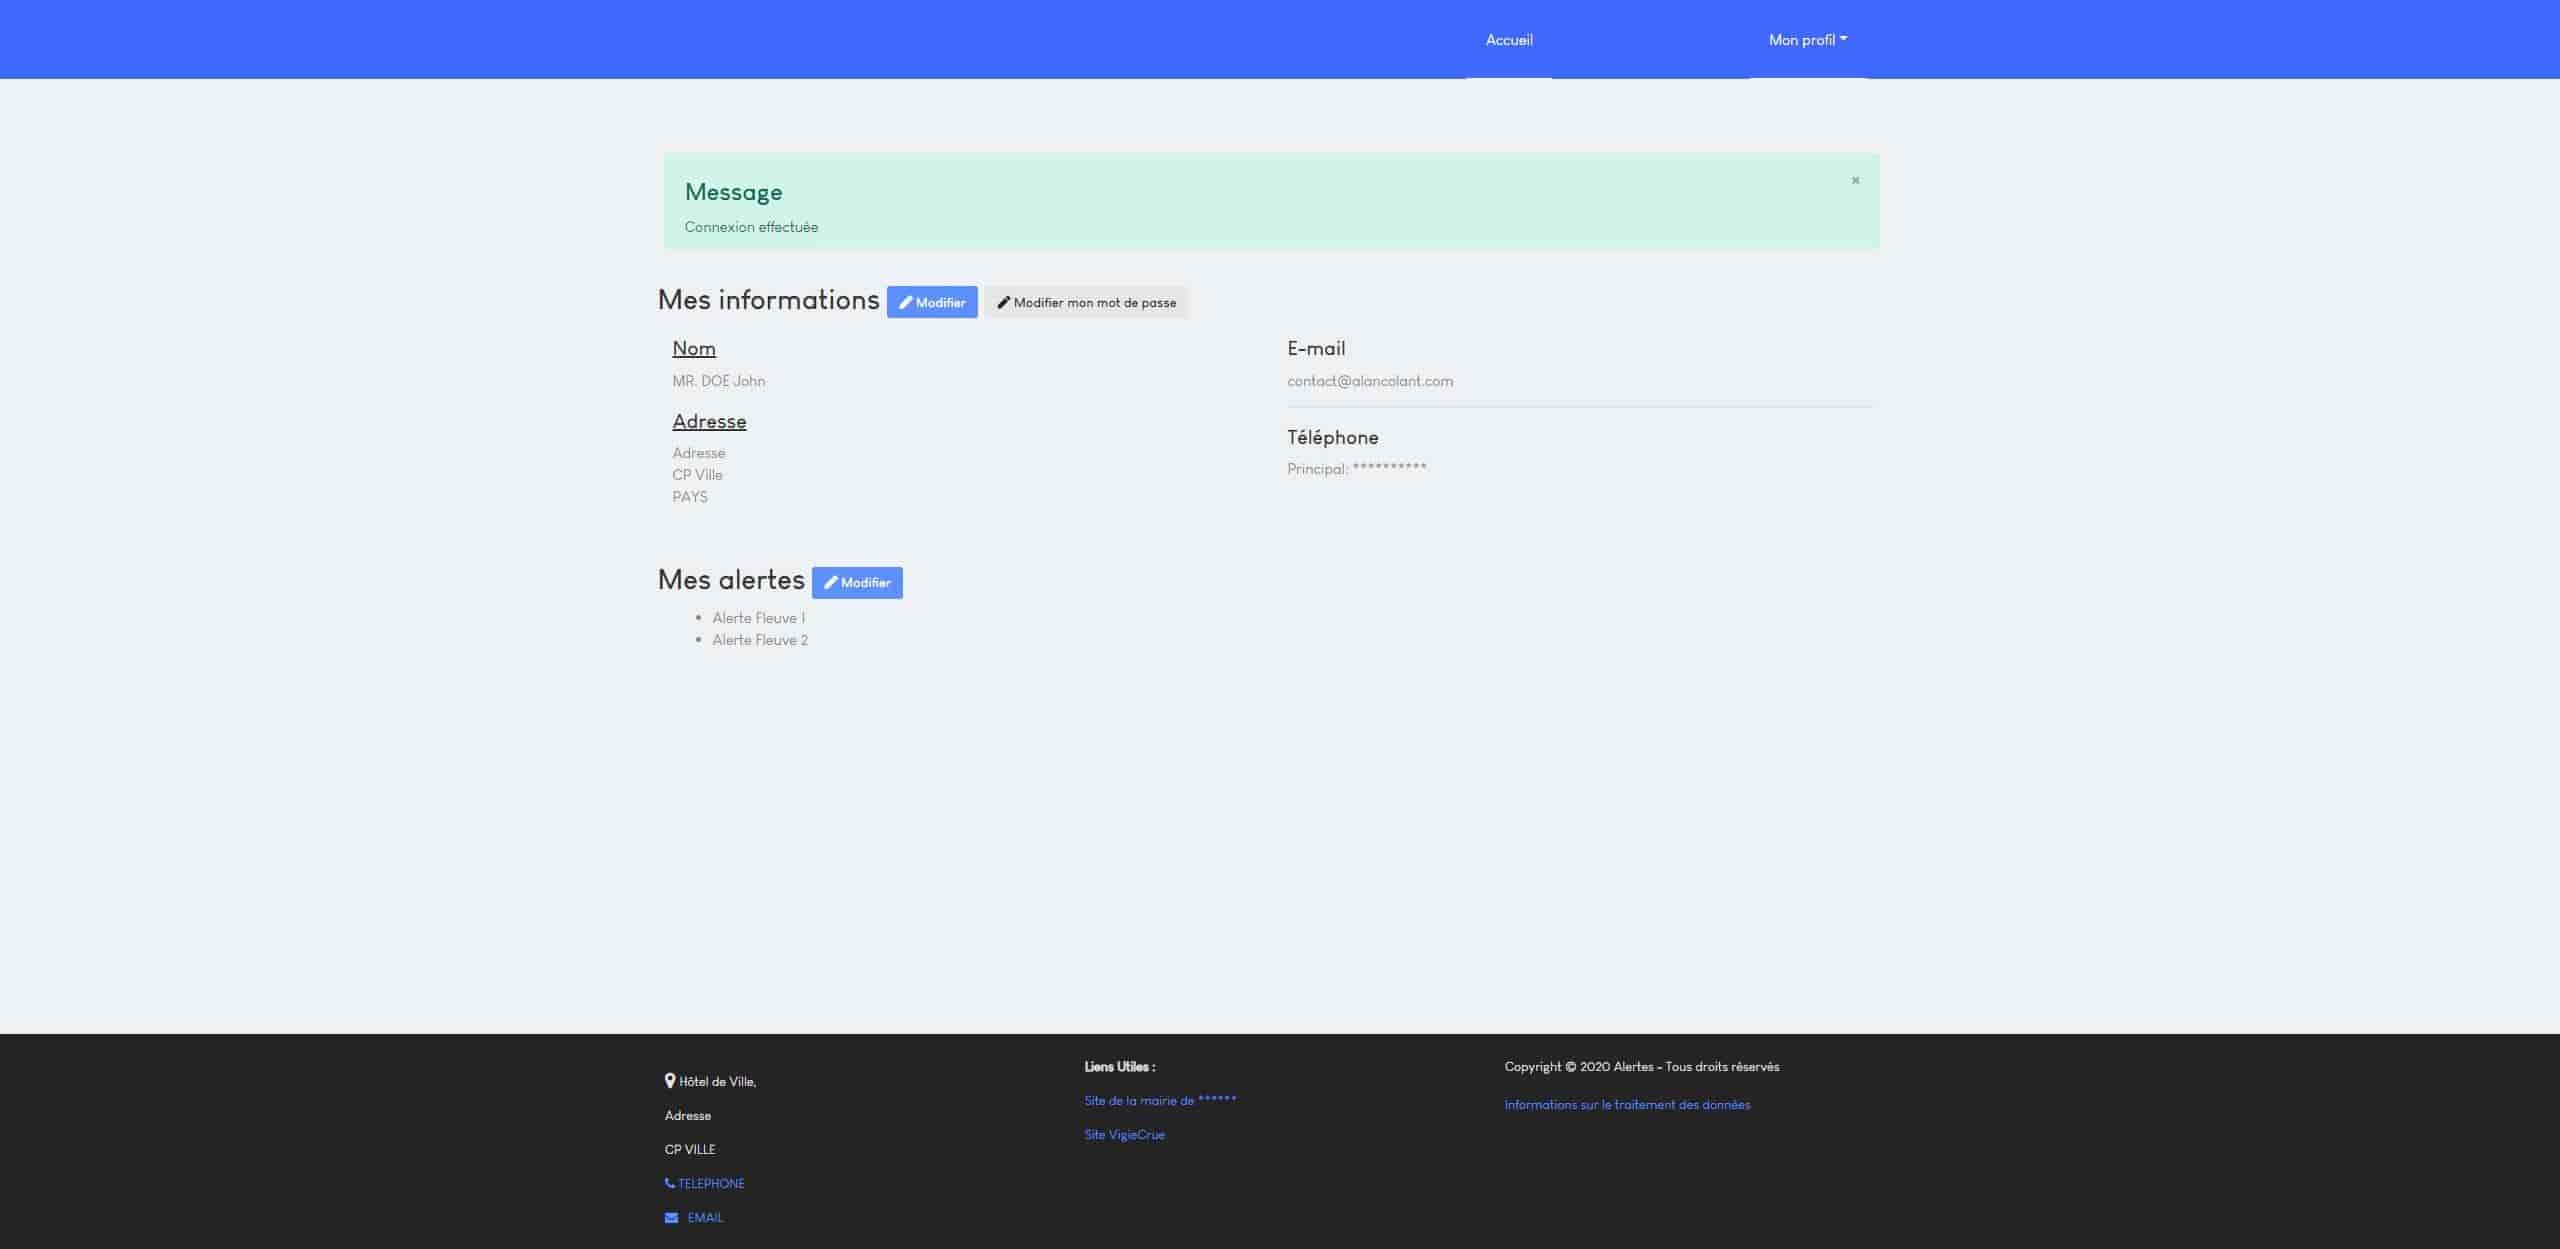 Accueil
Mon profil
Message
×
Connexion effectuée
Mes informations
Modifier
Modifier mon mot de passe
Nom
MR. DOE John
Adresse
Adresse
CP Ville
PAYS
E-mail
contact@alancolant.com
Téléphone
Principal: **********
Mes alertes
Modifier
• Alerte Fleuve 1
• Alerte Fleuve 2
Hôtel de Ville,
Adresse
CP VILLE
TELEPHONE
EMAIL
Liens Utiles :
Site de la mairie de ******
Site VigieCrue
Copyright © 2020 Alertes - Tous droits réservés
Informations sur le traitement des données